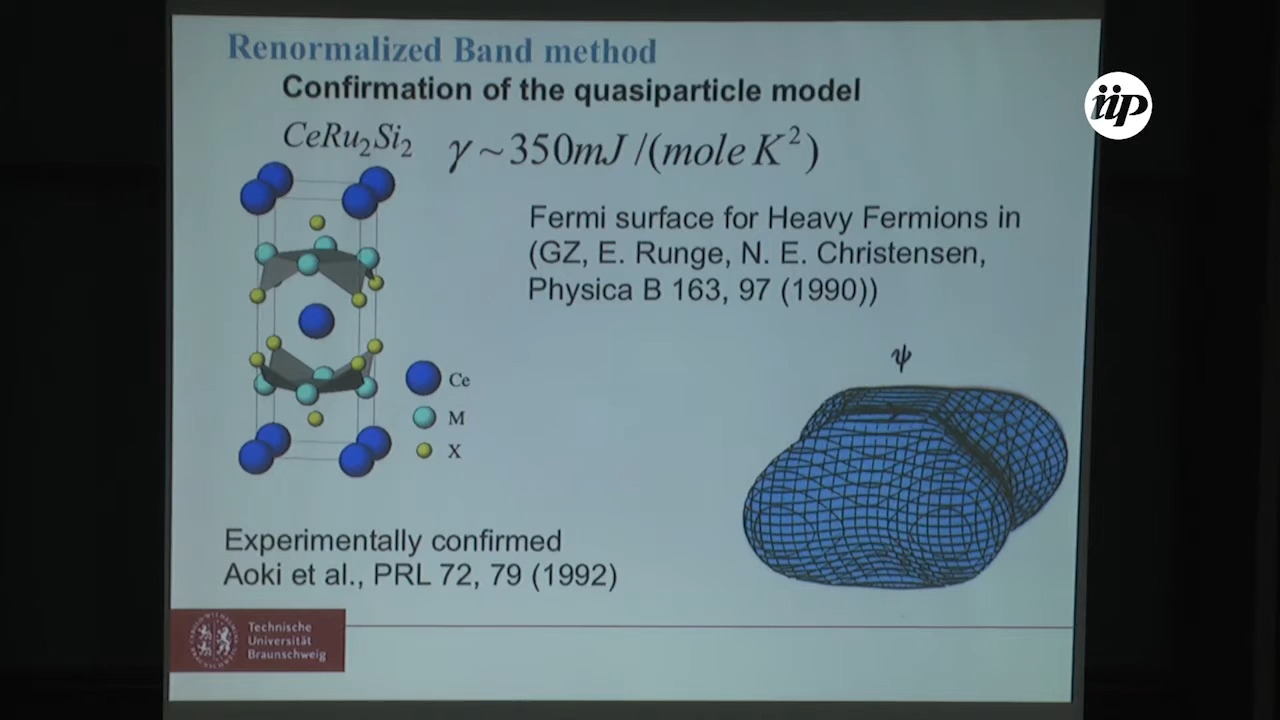 Renormalized Band method
Confirmation of the quasiparticle model
CeRu₂Si₂
γ ~ 350mJ /(mole K²)
iip
Fermi surface for Heavy Fermions in
(GZ, E. Runge, N. E. Christensen,
Physica B 163, 97 (1990))
ψ
Ce
M
X
Experimentally confirmed
Aoki et al., PRL 72, 79 (1992)
Technische
Universität
Braunschweig